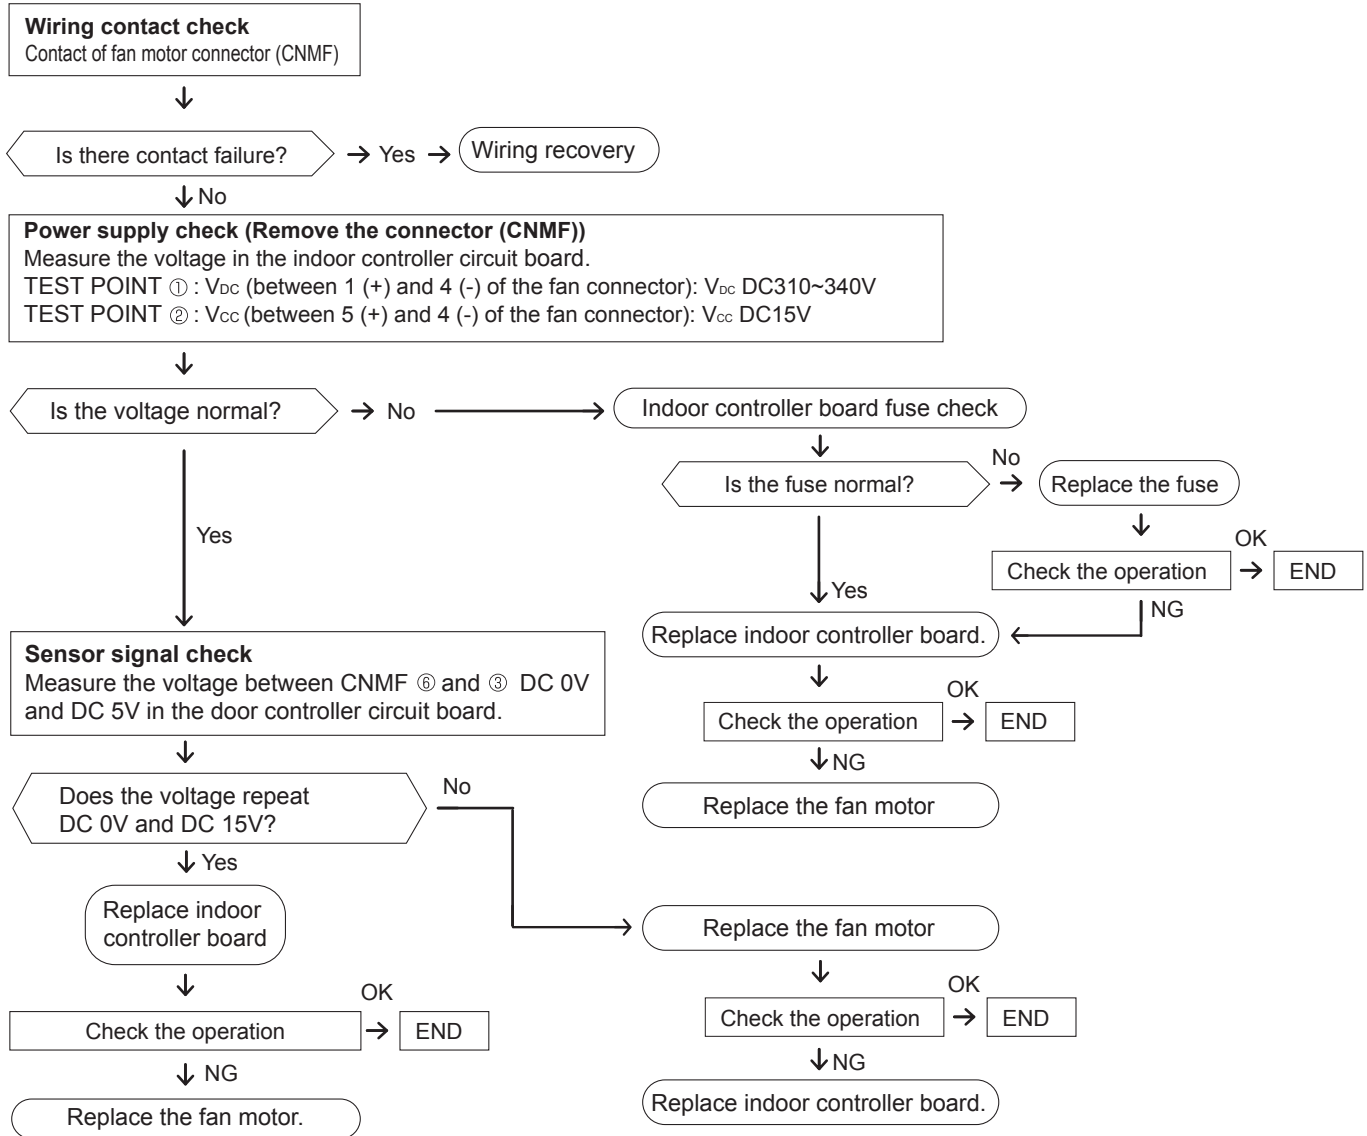 Wiring contact check
Contact of fan motor connector (CNMF)
Is there contact failure?
Yes
Wiring recovery
No
Power supply check (Remove the connector (CNMF))
Measure the voltage in the indoor controller circuit board.
TEST POINT ① : VDC (between 1 (+) and 4 (-) of the fan connector): VDC DC310~340V
TEST POINT ② : VCC (between 5 (+) and 4 (-) of the fan connector): VCC DC15V
Is the voltage normal?
No
Indoor controller board fuse check
Is the fuse normal?
No
Replace the fuse
Check the operation
OK
END
NG
Yes
Replace indoor controller board.
Check the operation
OK
END
NG
Replace the fan motor
Yes
Sensor signal check
Measure the voltage between CNMF ⑥ and ③ DC 0V
and DC 5V in the door controller circuit board.
Does the voltage repeat
DC 0V and DC 15V?
No
Yes
Replace indoor
controller board
Check the operation
OK
END
NG
Replace the fan motor.
Replace the fan motor
Check the operation
OK
END
NG
Replace indoor controller board.